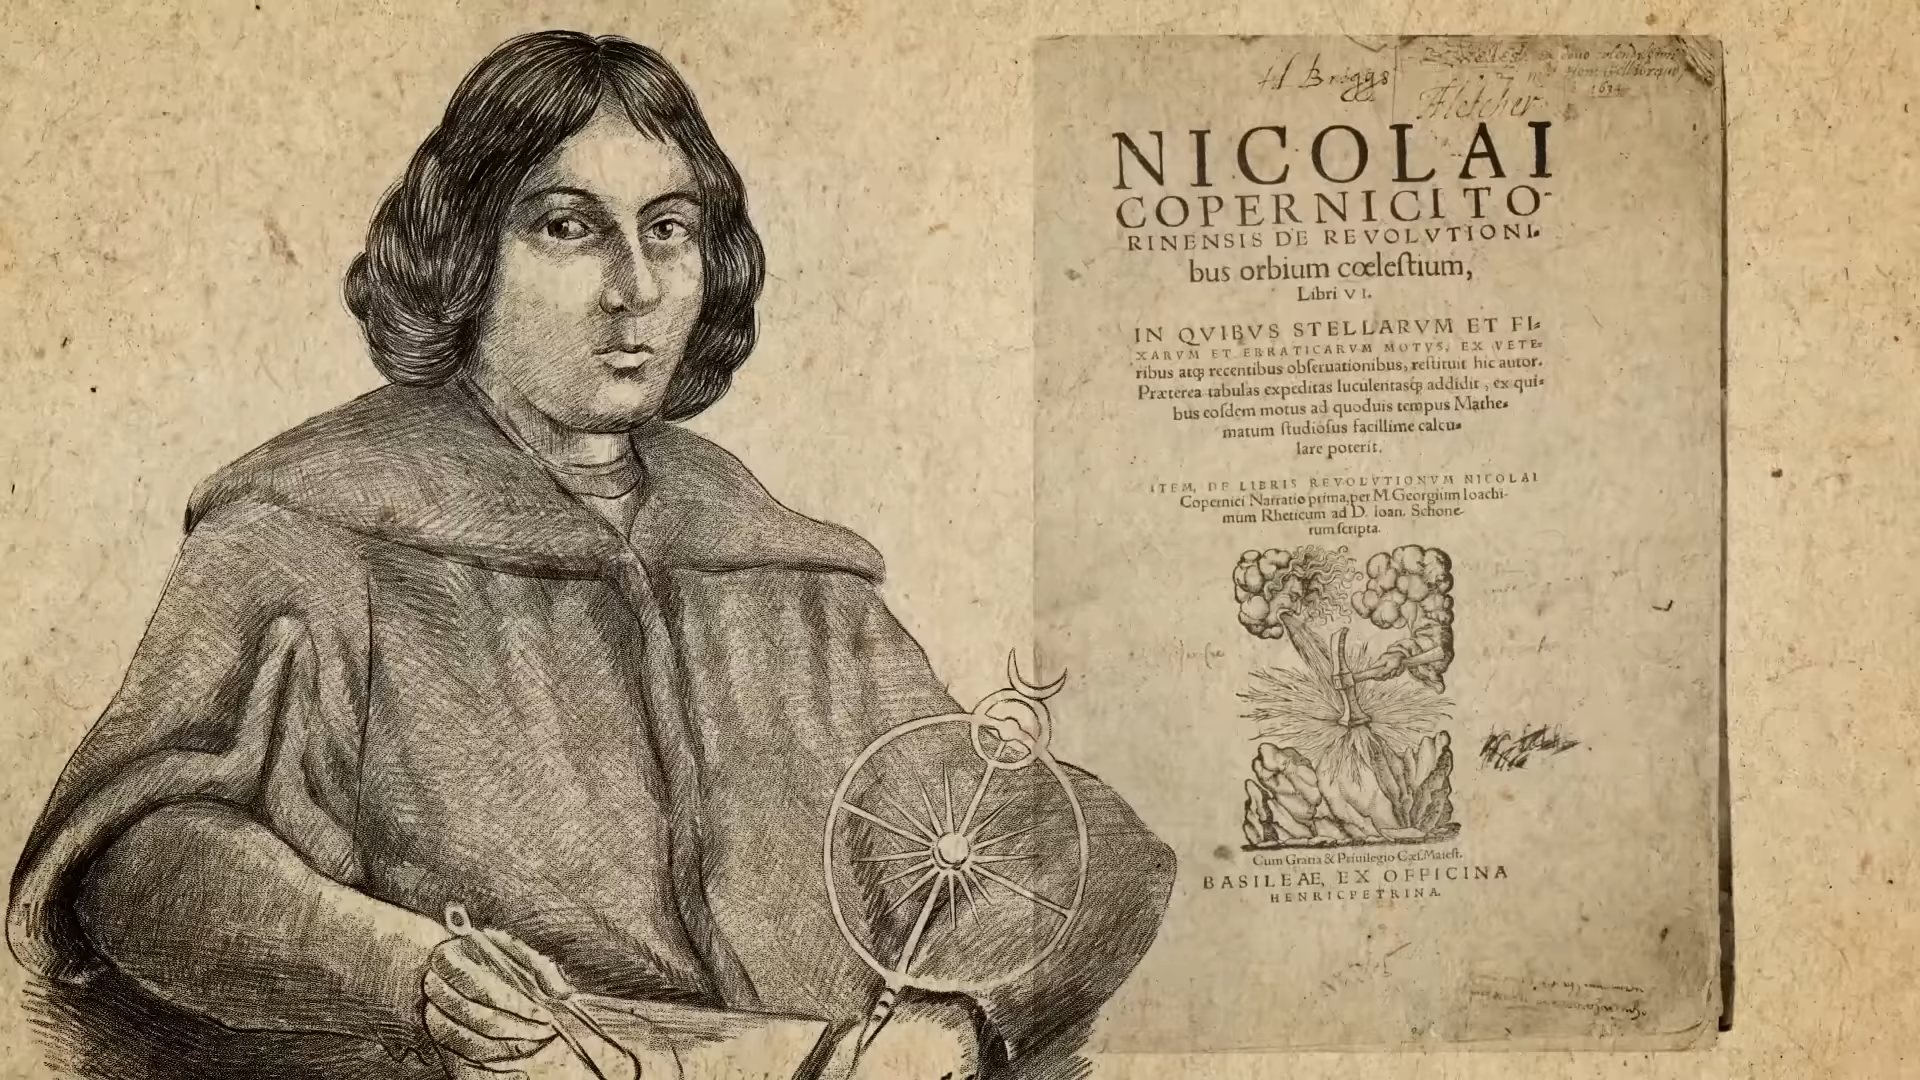 H Briggs
Fletcher
1634
NICOLAI
COPERNICI TO-
RINENSIS DE REVOLVTIONI-
bus orbium cœleſtium,
Libri VI.
IN QVIBVS STELLARVM ET FI-
XARVM ET ERRATICARVM MOTVS, EX VETE-
ribus atq; recentibus obſeruationibus, reſtituit hic autor.
Præterea tabulas expeditas luculentasq; addidit, ex qui-
bus eoſdem motus ad quoduis tempus Mathe-
matum ſtudioſus facillime calcu-
lare poterit.
ITEM, DE LIBRIS REVOLVTIONVM NICOLAI
Copernici Narratio prima, per M. Georgium Ioachi-
mum Rheticum ad D. Ioan. Schone-
rum ſcripta.
Cum Gratia & Priuilegio Cæſ. Maieſt.
BASILEAE, EX OFFICINA
HENRICPETRINA.